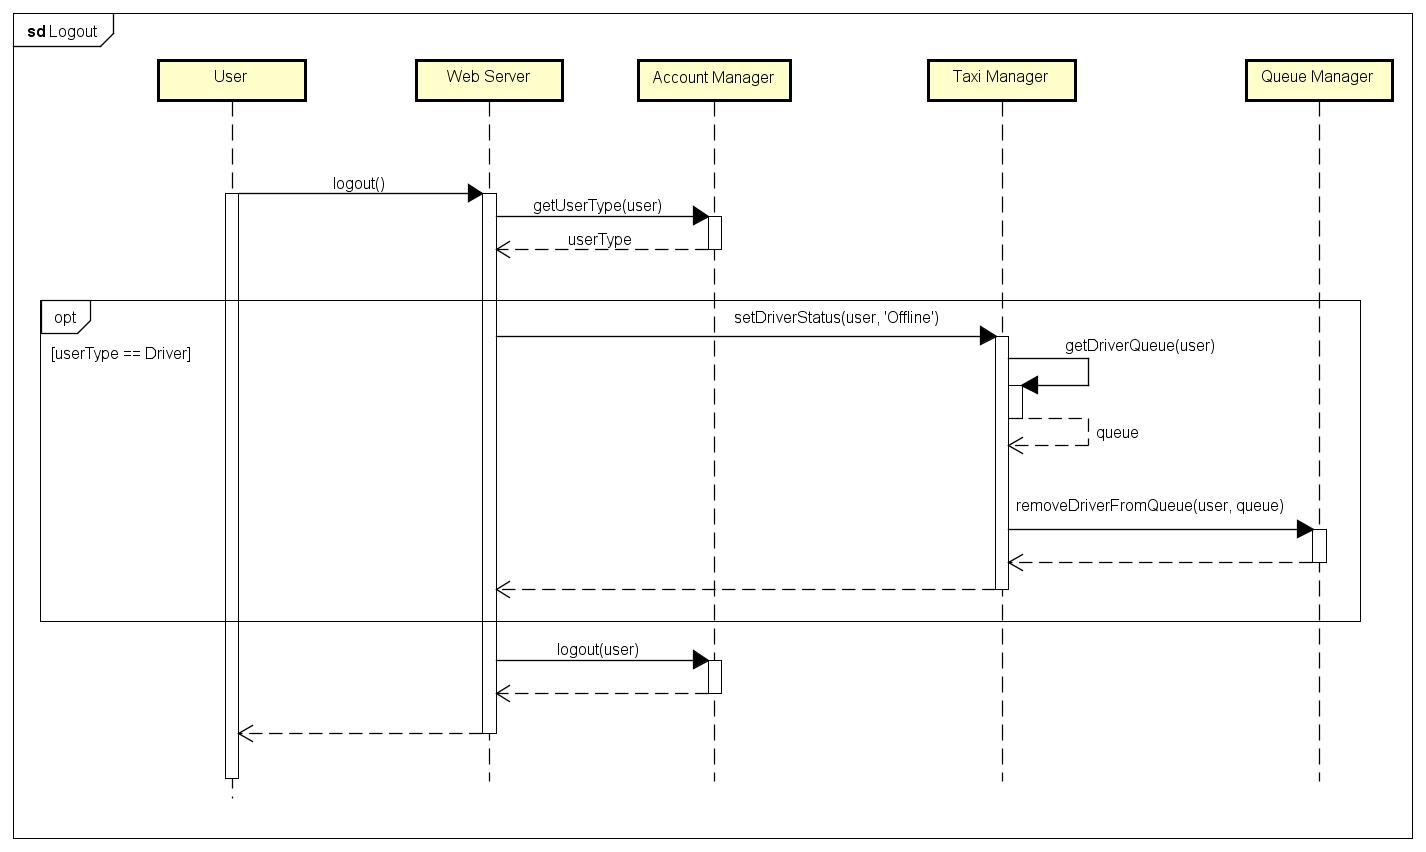 sd Logout
User
Web Server
Account Manager
Taxi Manager
Queue Manager
logout()
getUserType(user)
userType
opt
setDriverStatus(user, 'Offline')
[userType == Driver]
getDriverQueue(user)
queue
removeDriverFromQueue(user, queue)
logout(user)